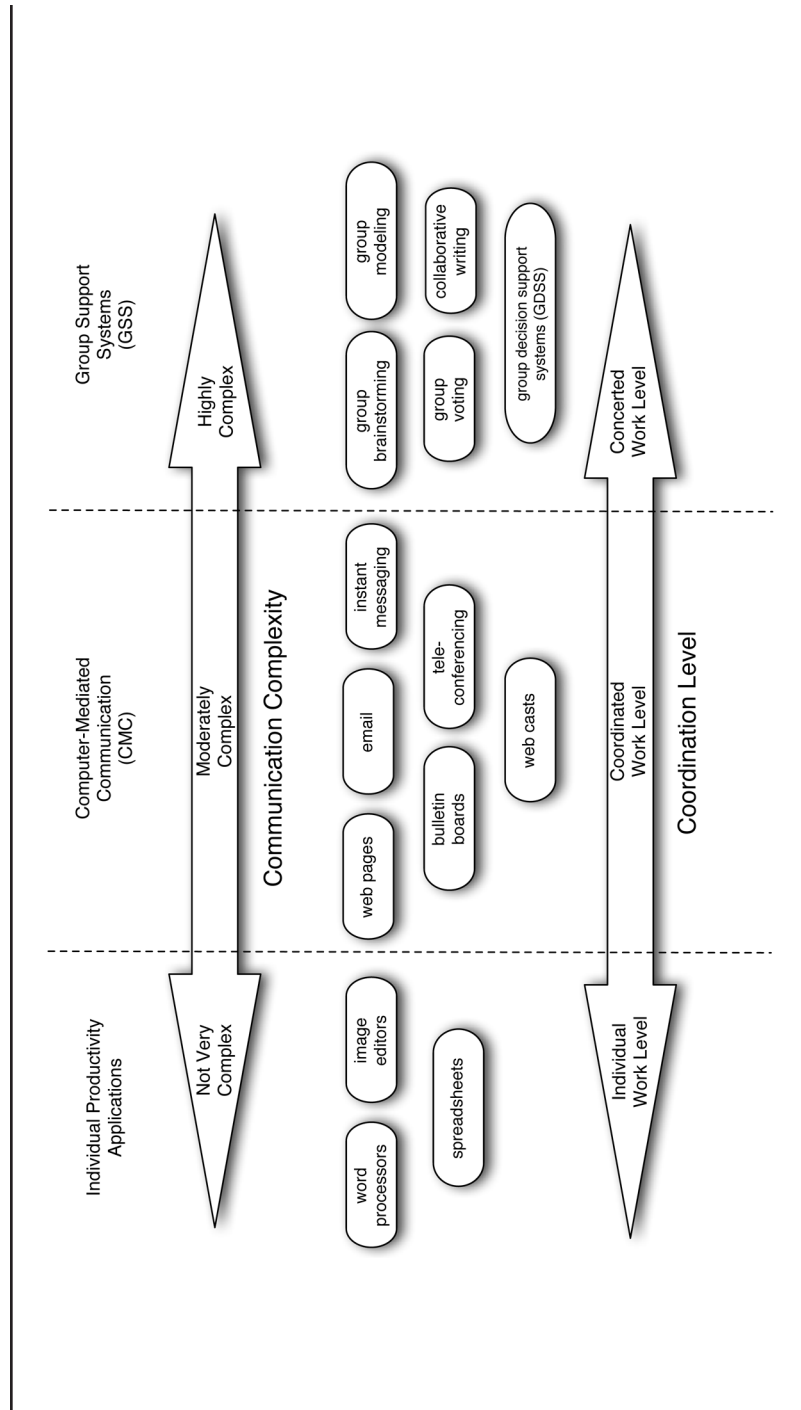 Individual Productivity
Applications
Computer-Mediated
Communication
(CMC)
Group Support
Systems
(GSS)
Not Very
Complex
Moderately
Complex
Highly
Complex
Communication Complexity
word
processors
image
editors
spreadsheets
web pages
email
instant
messaging
bulletin
boards
tele-
conferencing
web casts
group
brainstorming
group
modeling
group
voting
collaborative
writing
group decision support
systems (GDSS)
Individual
Work Level
Coordinated
Work Level
Concerted
Work Level
Coordination Level